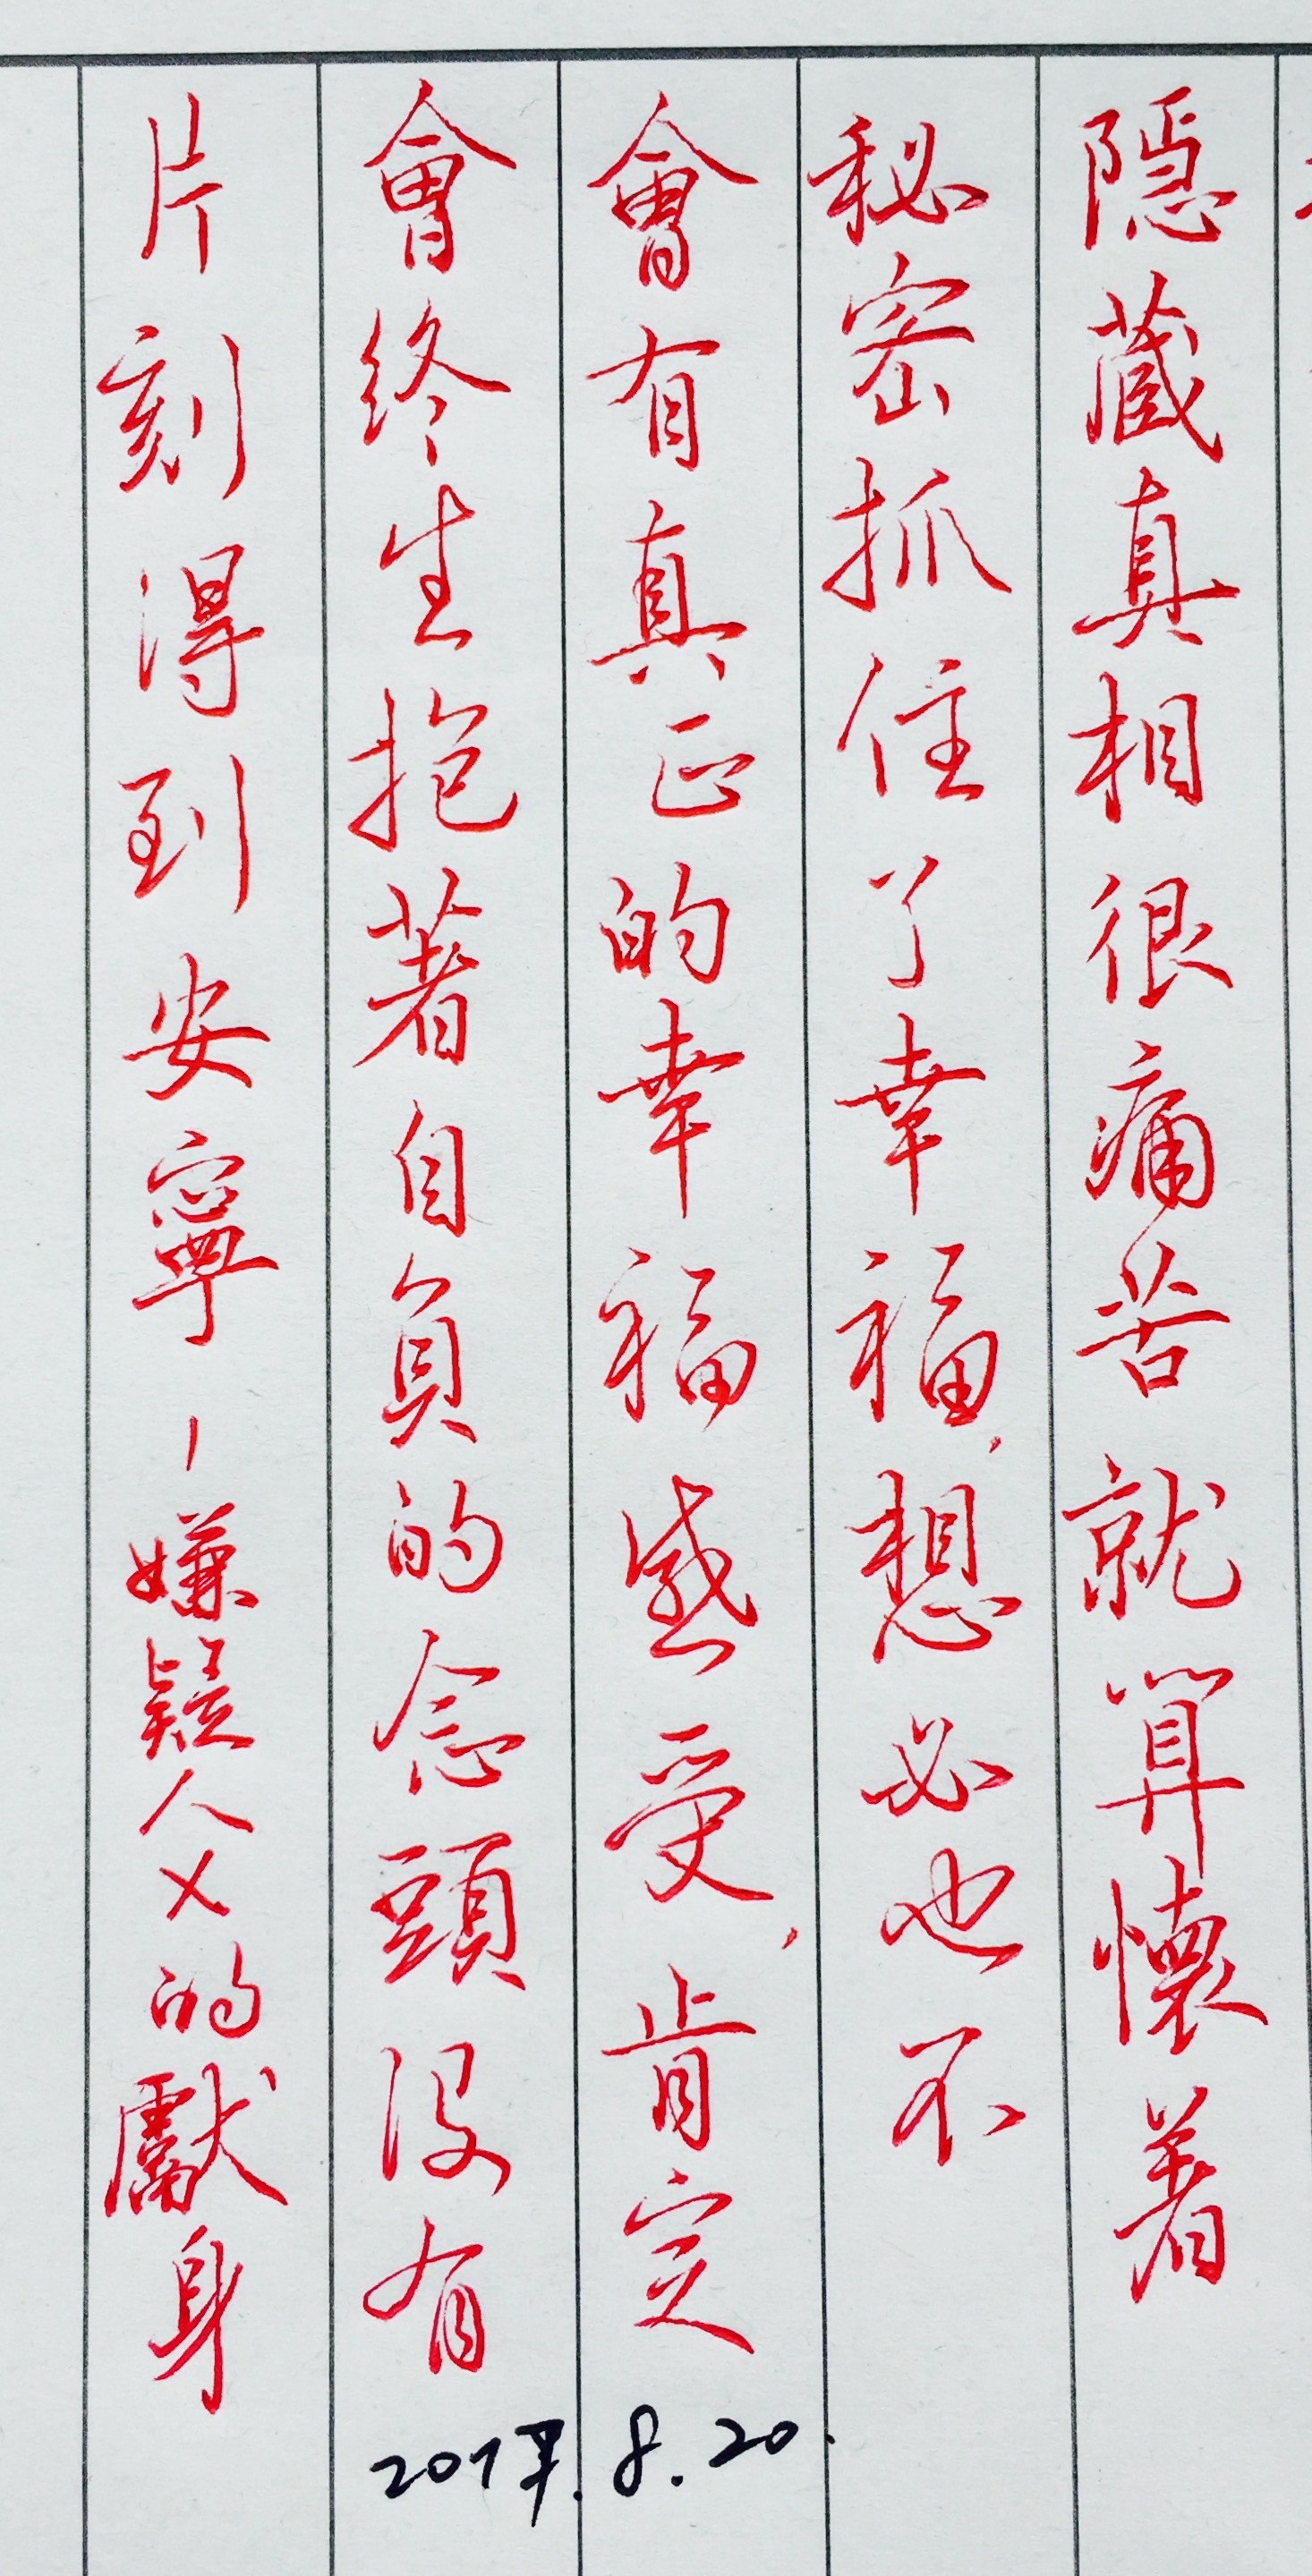 隱蔵真相很痛苦就算懷着
秘密抓住了幸福,想必也不
會有真正的幸福感受,肯定
會终生抱著自負的念頭没有
片刻得到安寧—嫌疑人X的獻身
2017.8.20.